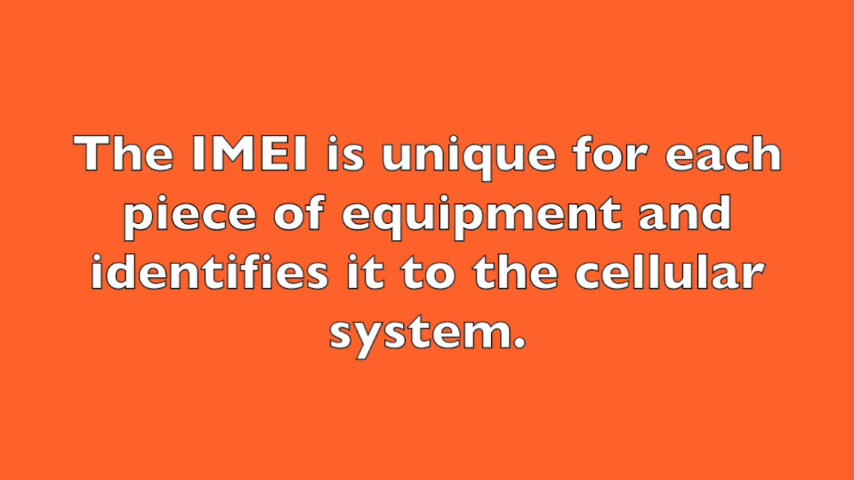 The IMEI is unique for each
piece of equipment and
identifies it to the cellular
system.